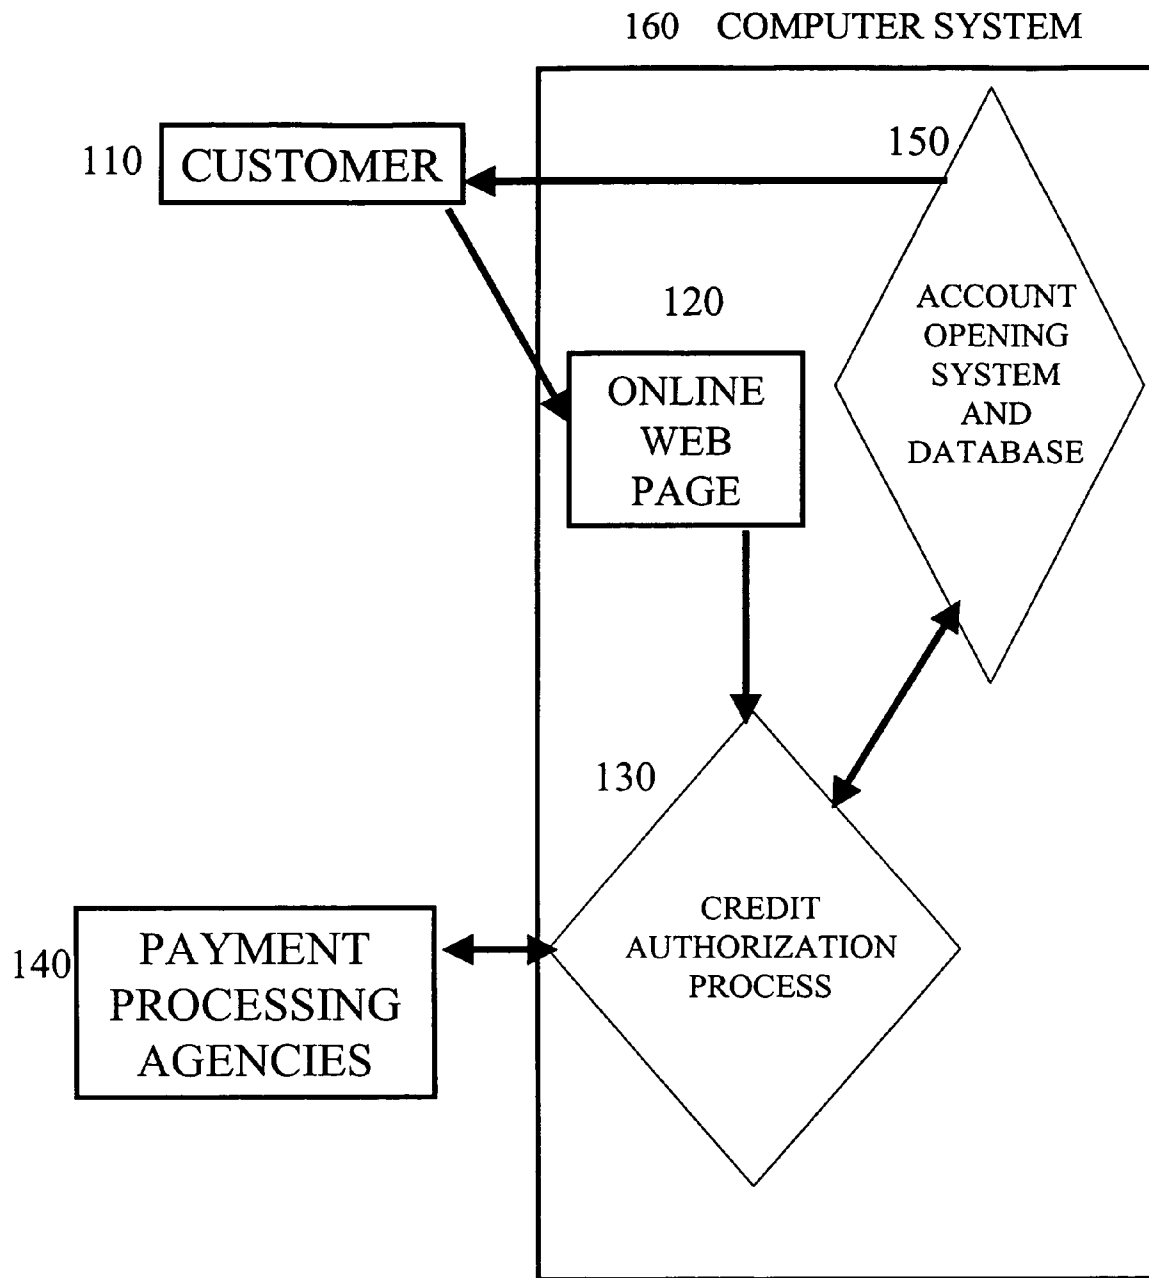 160 COMPUTER SYSTEM
110 CUSTOMER
150
ACCOUNT
OPENING
SYSTEM
AND
DATABASE
120
ONLINE
WEB
PAGE
130
CREDIT
AUTHORIZATION
PROCESS
140
PAYMENT
PROCESSING
AGENCIES